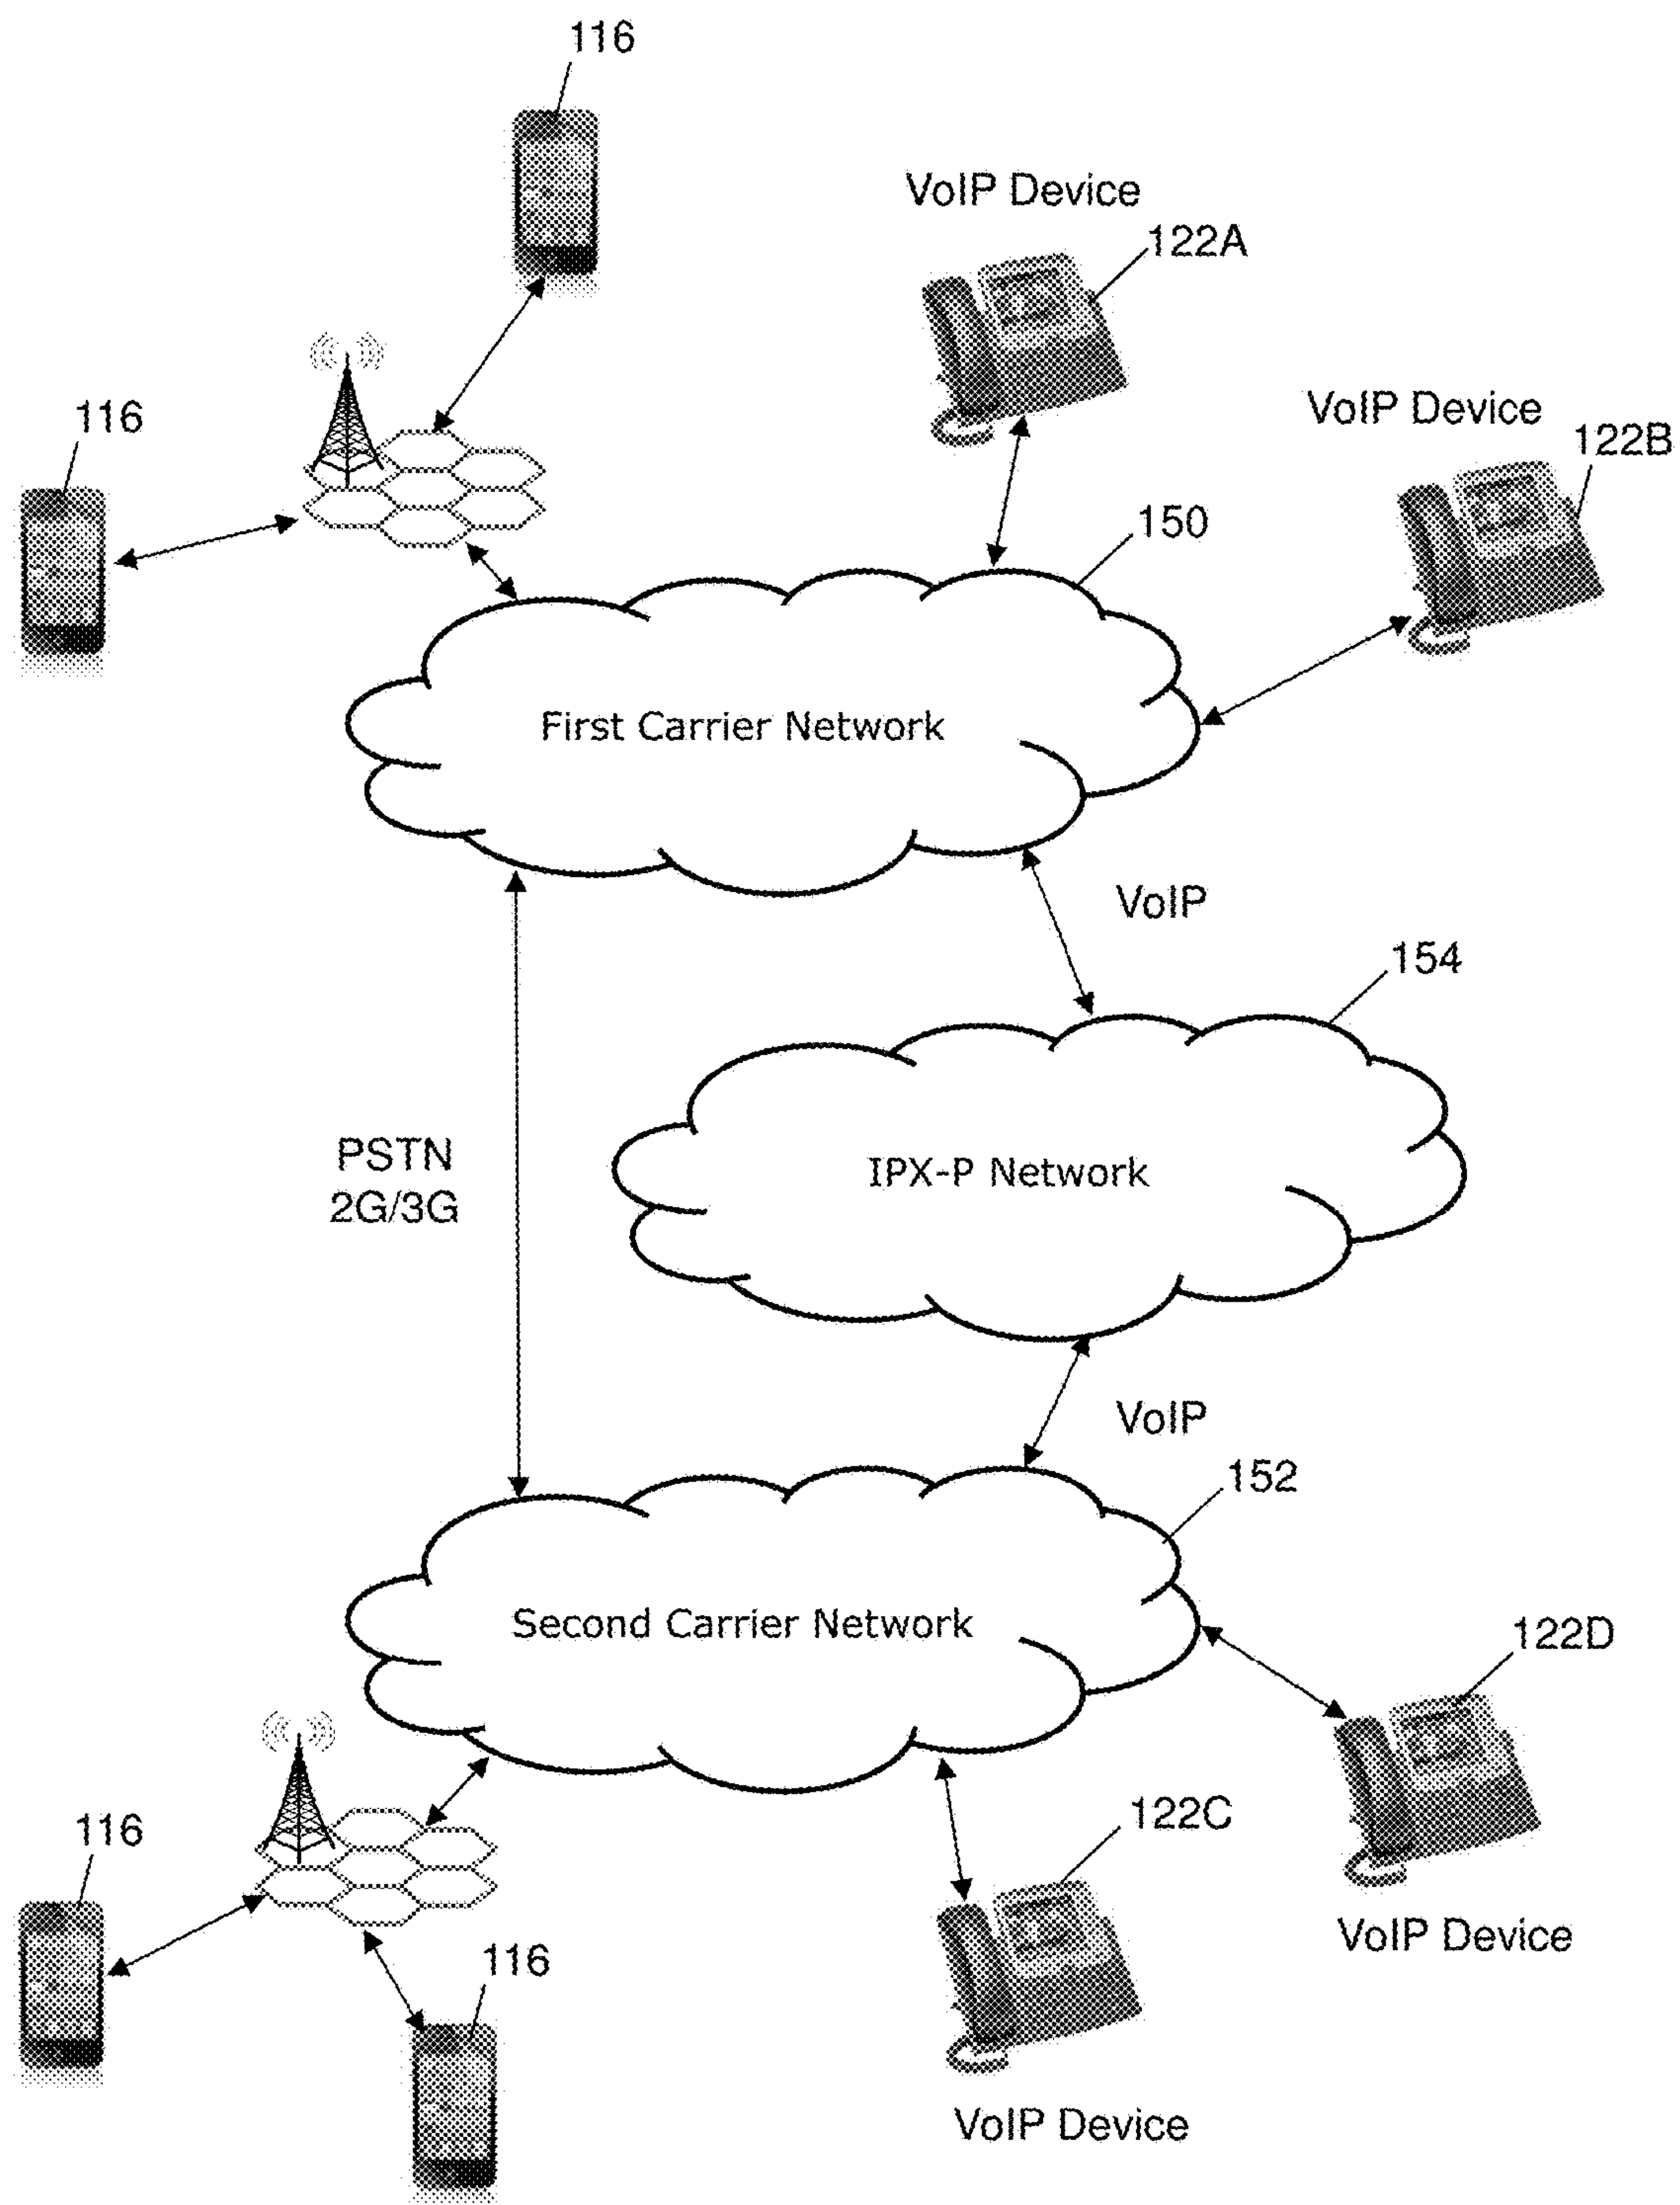 116
VoIP Device
122A
116
VoIP Device
122B
150
First Carrier Network
VoIP
154
PSTN
2G/3G
IPX-P Network
VoIP
152
Second Carrier Network
122D
116
122C
VoIP Device
116
VoIP Device